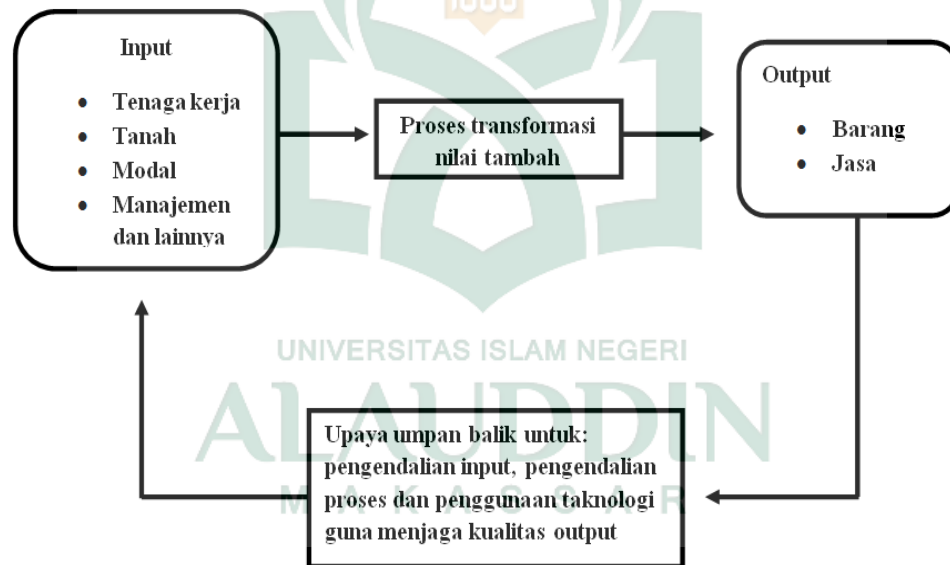 Input
• Tenaga kerja
• Tanah
• Modal
• Manajemen
dan lainnya
Proses transformasi
nilai tambah
Output
• Barang
• Jasa
UNIVERSITAS ISLAM NEGERI
ALAUDDIN
MAKASSAR
Upaya umpan balik untuk:
pengendalian input, pengendalian
proses dan penggunaan taknologi
guna menjaga kualitas output